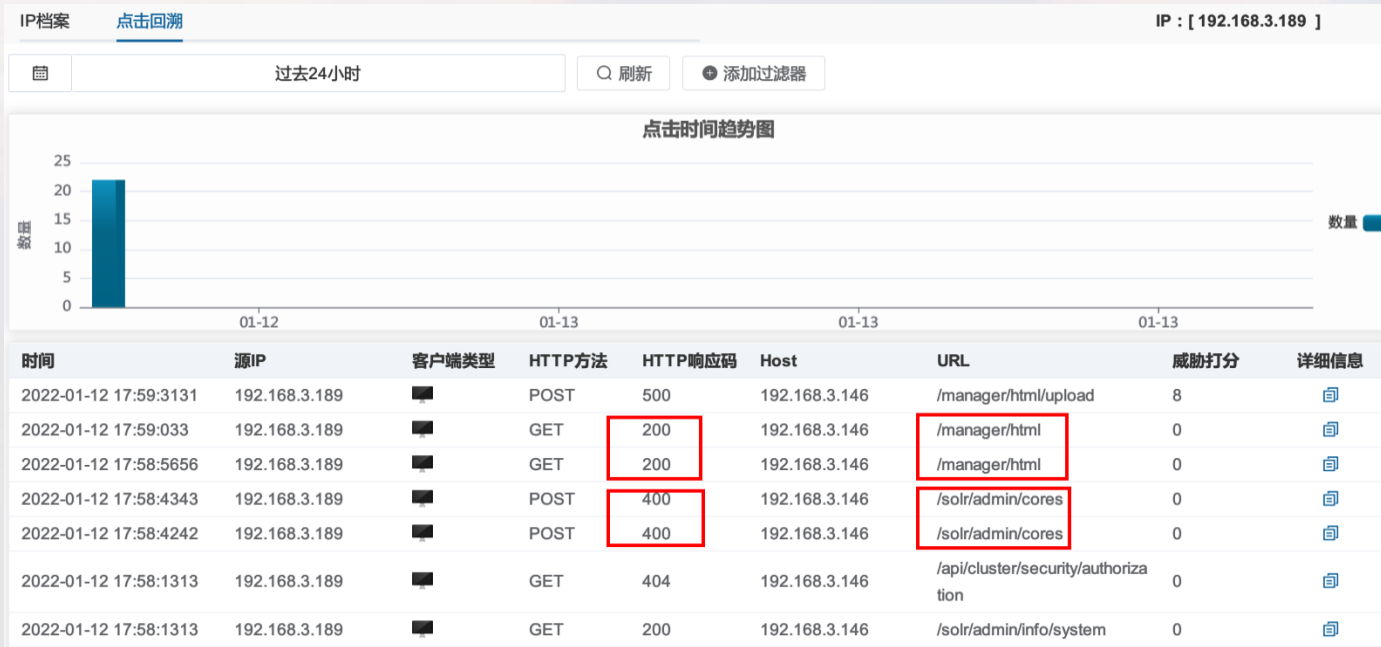 IP档案 点击回溯 IP：[ 192.168.3.189 ]
过去24小时 刷新 添加过滤器
点击时间趋势图
25
20
15
10
5
0
数量
数量
01-12 01-13 01-13 01-13
时间 源IP 客户端类型 HTTP方法 HTTP响应码 Host URL 威胁打分 详细信息
2022-01-12 17:59:3131 192.168.3.189 POST 500 192.168.3.146 /manager/html/upload 8
2022-01-12 17:59:033 192.168.3.189 GET 200 192.168.3.146 /manager/html 0
2022-01-12 17:58:5656 192.168.3.189 GET 200 192.168.3.146 /manager/html 0
2022-01-12 17:58:4343 192.168.3.189 POST 400 192.168.3.146 /solr/admin/cores 0
2022-01-12 17:58:4242 192.168.3.189 POST 400 192.168.3.146 /solr/admin/cores 0
2022-01-12 17:58:1313 192.168.3.189 GET 404 192.168.3.146 /api/cluster/security/authoriza 0
tion
2022-01-12 17:58:1313 192.168.3.189 GET 200 192.168.3.146 /solr/admin/info/system 0